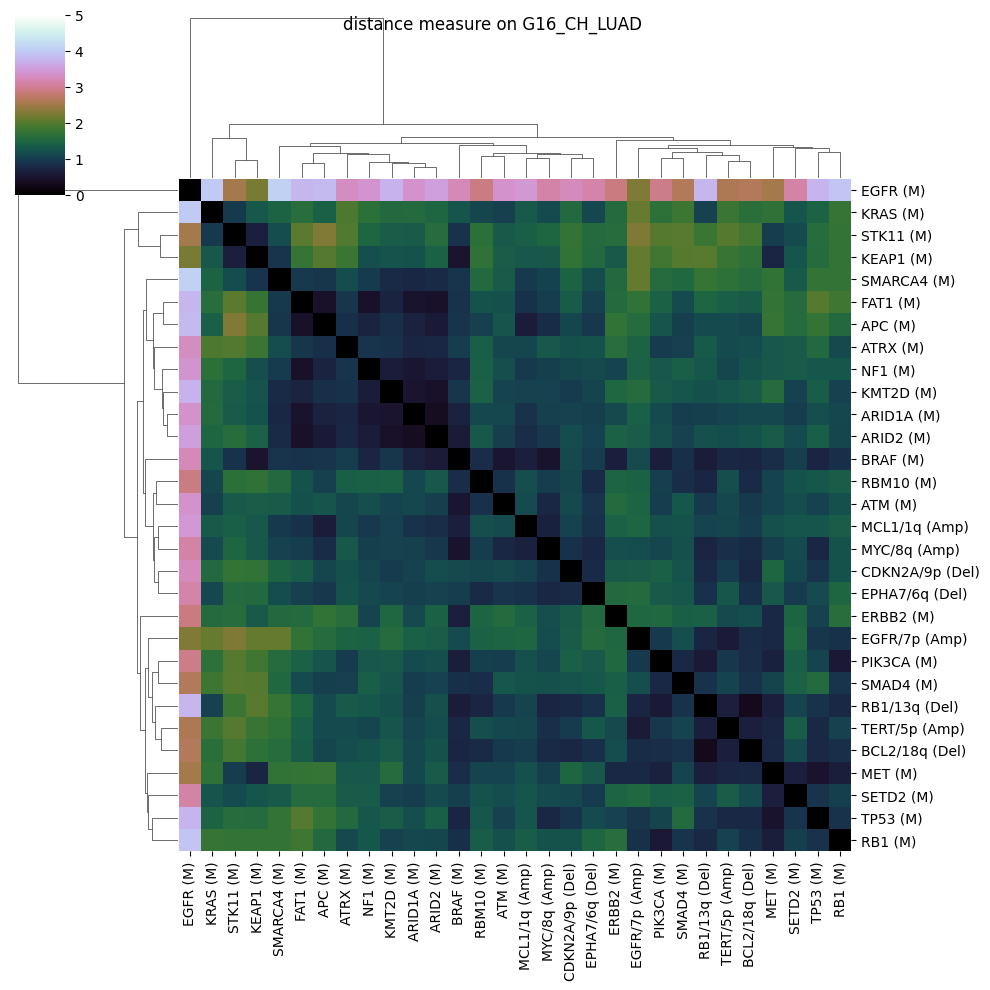 distance measure on G16_CH_LUAD
5
4
3
2
1
0
EGFR (M)
KRAS (M)
STK11 (M)
KEAP1 (M)
SMARCA4 (M)
FAT1 (M)
APC (M)
ATRX (M)
NF1 (M)
KMT2D (M)
ARID1A (M)
ARID2 (M)
BRAF (M)
RBM10 (M)
ATM (M)
MCL1/1q (Amp)
MYC/8q (Amp)
CDKN2A/9p (Del)
EPHA7/6q (Del)
ERBB2 (M)
EGFR/7p (Amp)
PIK3CA (M)
SMAD4 (M)
RB1/13q (Del)
TERT/5p (Amp)
BCL2/18q (Del)
MET (M)
SETD2 (M)
TP53 (M)
RB1 (M)
EGFR (M)
KRAS (M)
STK11 (M)
KEAP1 (M)
SMARCA4 (M)
FAT1 (M)
APC (M)
ATRX (M)
NF1 (M)
KMT2D (M)
ARID1A (M)
ARID2 (M)
BRAF (M)
RBM10 (M)
ATM (M)
MCL1/1q (Amp)
MYC/8q (Amp)
CDKN2A/9p (Del)
EPHA7/6q (Del)
ERBB2 (M)
EGFR/7p (Amp)
PIK3CA (M)
SMAD4 (M)
RB1/13q (Del)
TERT/5p (Amp)
BCL2/18q (Del)
MET (M)
SETD2 (M)
TP53 (M)
RB1 (M)